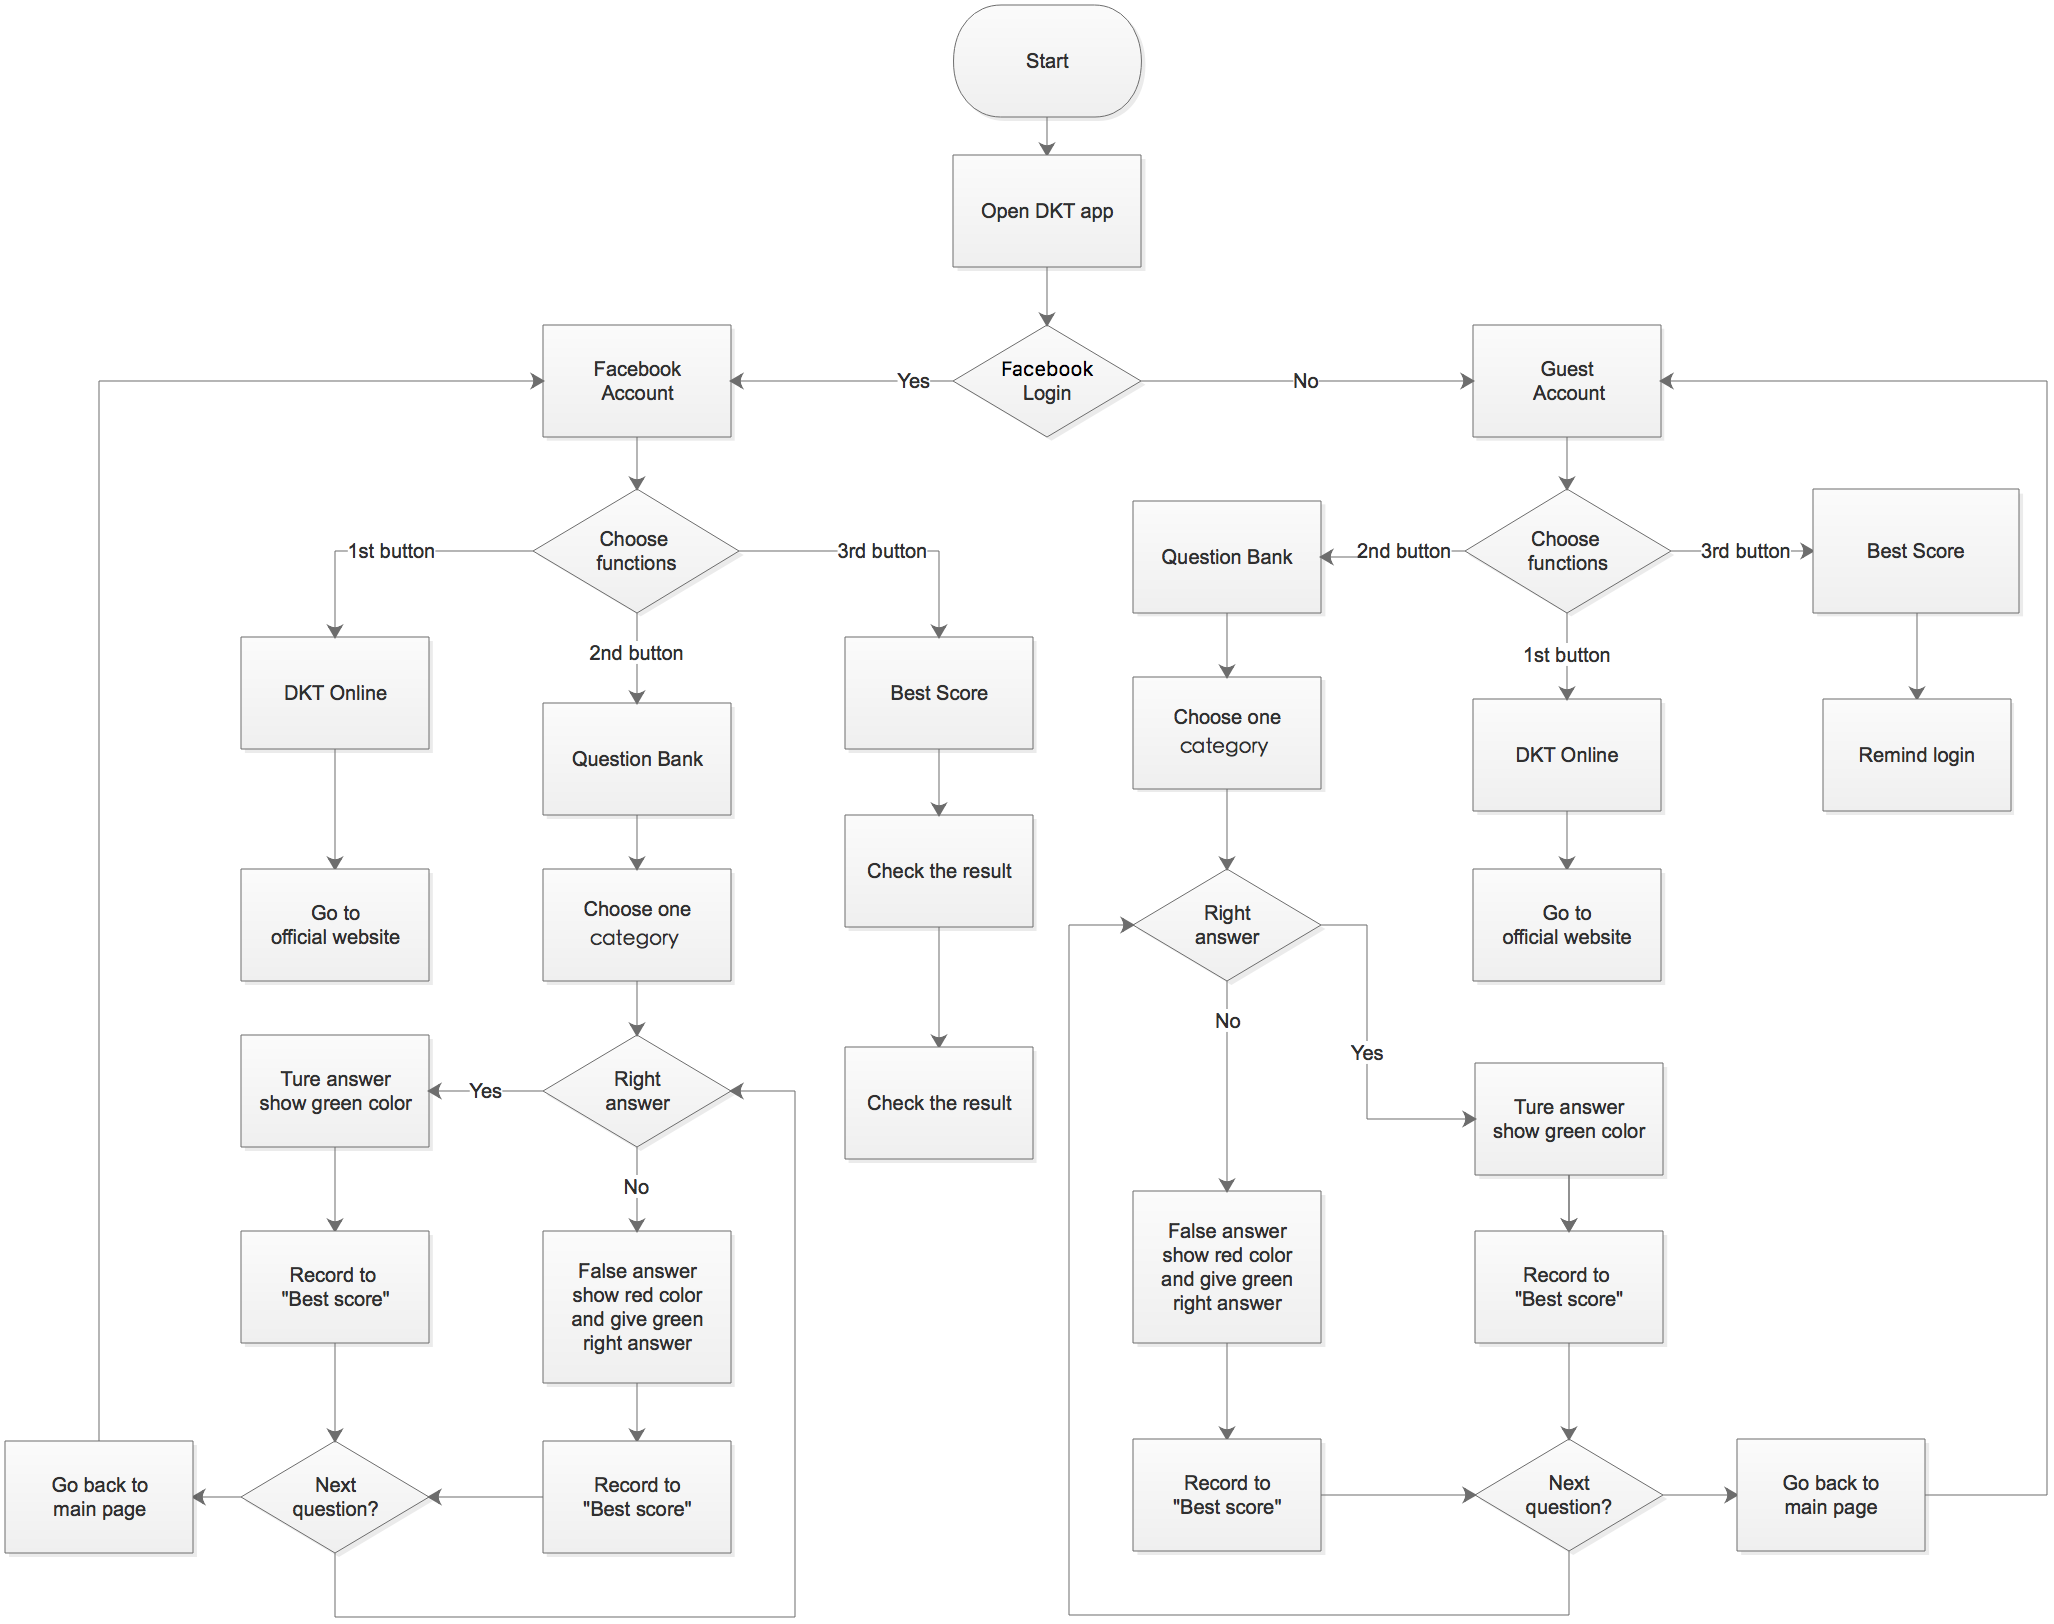 Start
Open DKT app
Facebook
Login
Yes
No
Facebook
Account
Guest
Account
Choose
functions
1st button
3rd button
2nd button
DKT Online
Question Bank
Best Score
Go to
official website
Choose one
category
Check the result
Check the result
Right
answer
Yes
No
Ture answer
show green color
False answer
show red color
and give green
right answer
Record to
"Best score"
Record to
"Best score"
Next
question?
Go back to
main page
Choose
functions
2nd button
3rd button
1st button
Question Bank
Best Score
Choose one
category
DKT Online
Remind login
Right
answer
Go to
official website
No
Yes
Ture answer
show green color
False answer
show red color
and give green
right answer
Record to
"Best score"
Record to
"Best score"
Next
question?
Go back to
main page